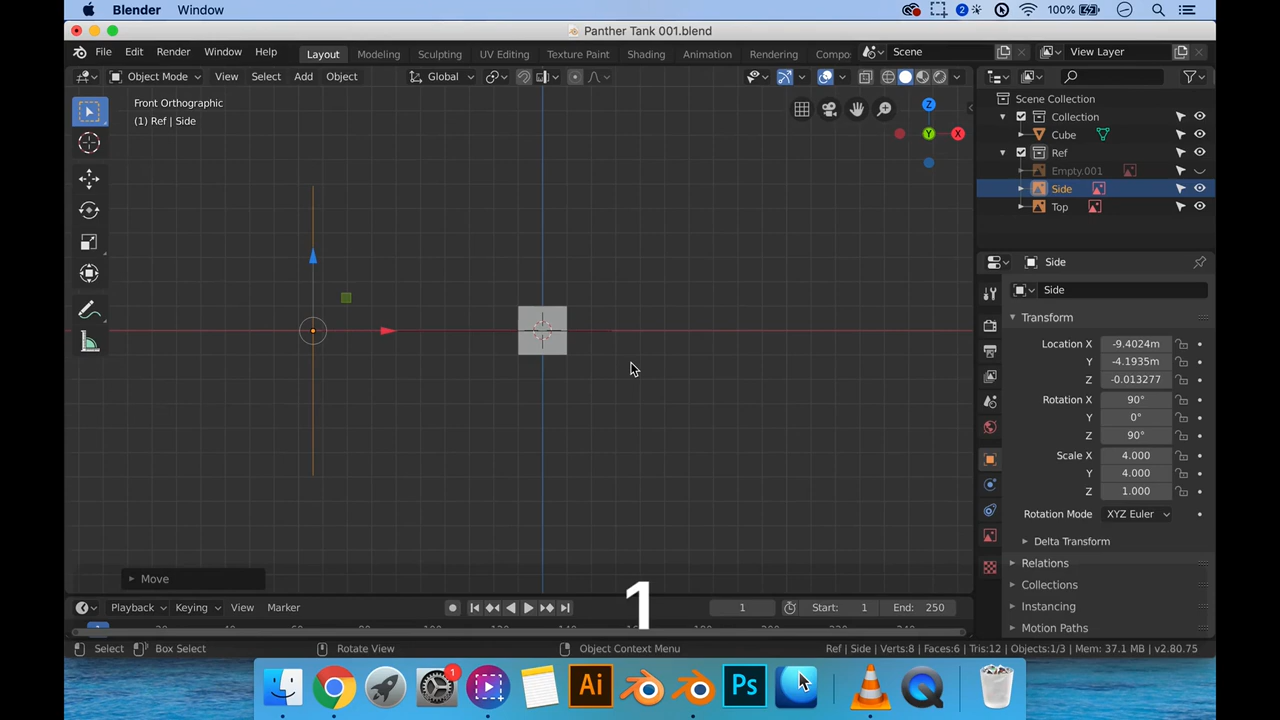 Blender Window 2 100%
Panther Tank 001.blend
File Edit Render Window Help Layout Modeling Sculpting UV Editing Texture Paint Shading Animation Rendering Compo Scene View Layer
Object Mode View Select Add Object Global
Front Orthographic
(1) Ref | Side
Z
Y
X
Scene Collection
Collection
Cube
Ref
Empty.001
Side
Top
Side
Side
Transform
Location X -9.4024m
Y -4.1935m
Z -0.013277
Rotation X 90°
Y 0°
Z 90°
Scale X 4.000
Y 4.000
Z 1.000
Rotation Mode XYZ Euler
Delta Transform
Relations
Collections
Instancing
Motion Paths
Move
1
Playback Keying View Marker 1 Start: 1 End: 250
Select Box Select Rotate View Object Context Menu Ref | Side | Verts:8 | Faces:6 | Tris:12 | Objects:1/3 | Mem: 37.1 MB | v2.80.75
1
Ai Ps